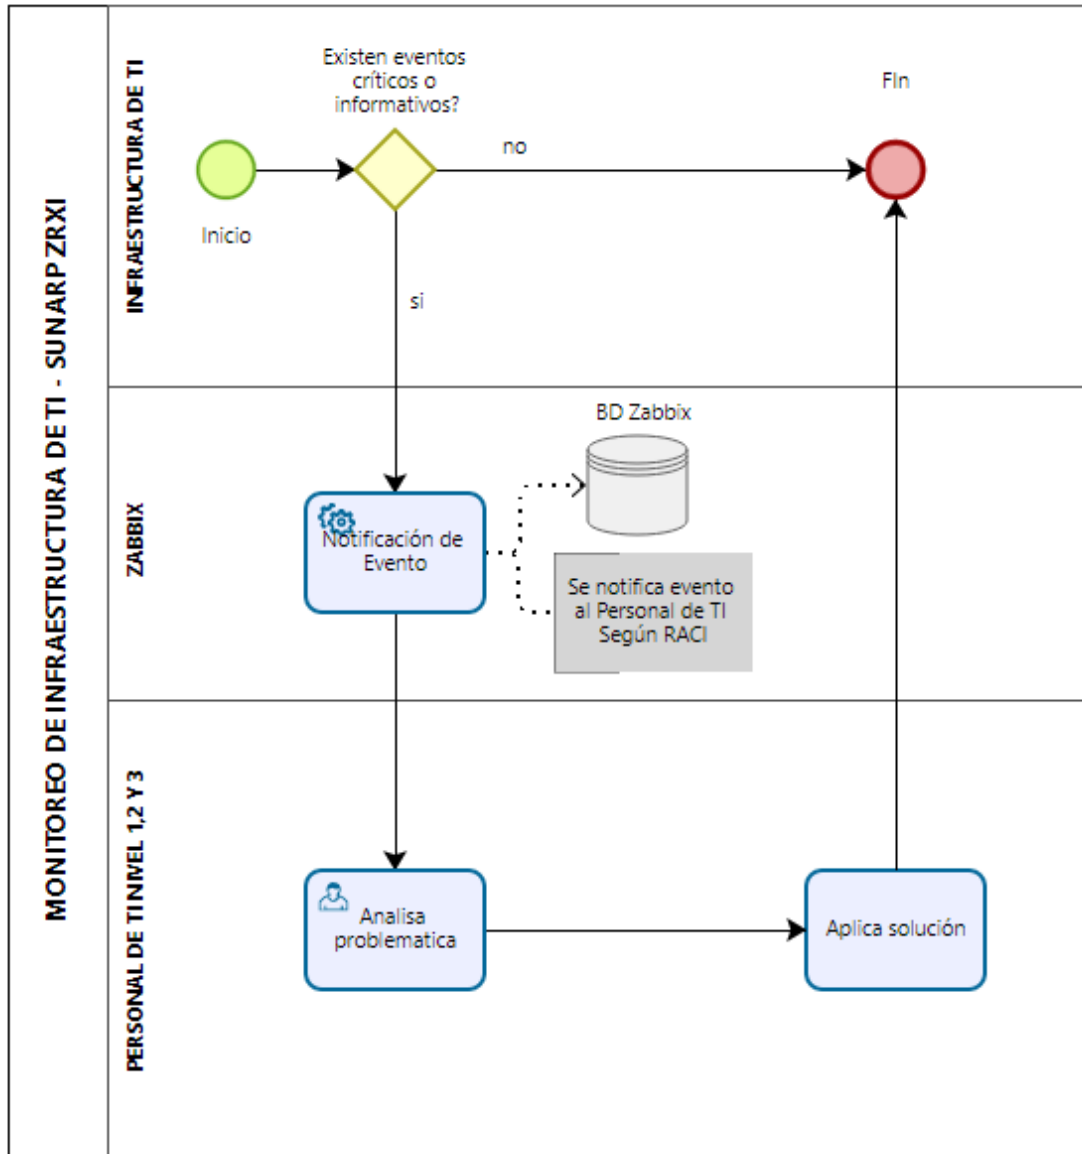 MONITOREO DE INFRAESTRUCTURA DE TI - SUNARP ZRXI
INFRAESTRUCTURA DE TI
Existen eventos
críticos o
informativos?
FIn
no
Inicio
si
ZABBIX
BD Zabbix
Notificación de
Evento
Se notifica evento
al Personal de TI
Según RACI
PERSONAL DE TI NIVEL 1,2 Y 3
Analisa
problematica
Aplica solución